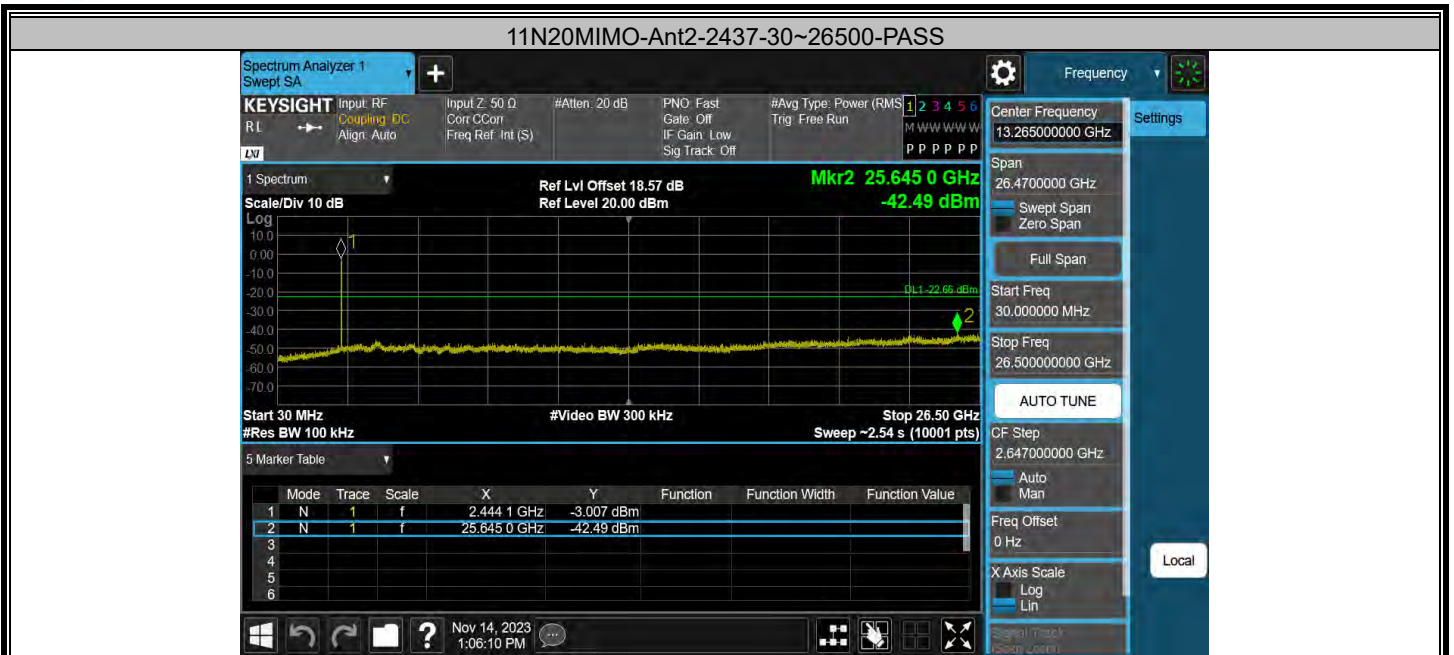 11N20MIMO-Ant2-2437-30~26500-PASS
Spectrum Analyzer 1
Swept SA
+
Frequency
KEYSIGHT
RL
LXI
Input: RF
Coupling: DC
Align: Auto
Input Z: 50 Ω
Corr CCorr
Freq Ref: Int (S)
#Atten: 20 dB
PNO: Fast
Gate: Off
IF Gain: Low
Sig Track: Off
#Avg Type: Power (RMS
Trig: Free Run
1 2 3 4 5 6
M W W W W W
P P P P P P
1 Spectrum
Scale/Div 10 dB
Ref Lvl Offset 18.57 dB
Ref Level 20.00 dBm
Mkr2 25.645 0 GHz
-42.49 dBm
Log
10.0
0.00
-10.0
-20.0
-30.0
-40.0
-50.0
-60.0
-70.0
1
DL1 -22.66 dBm
2
Start 30 MHz
#Video BW 300 kHz
Stop 26.50 GHz
#Res BW 100 kHz
Sweep ~2.54 s (10001 pts)
5 Marker Table
Mode Trace Scale X Y Function Function Width Function Value
1 N 1 f 2.444 1 GHz -3.007 dBm
2 N 1 f 25.645 0 GHz -42.49 dBm
3
4
5
6
Center Frequency
13.265000000 GHz
Settings
Span
26.4700000 GHz
Swept Span
Zero Span
Full Span
Start Freq
30.000000 MHz
Stop Freq
26.500000000 GHz
AUTO TUNE
CF Step
2.647000000 GHz
Auto
Man
Freq Offset
0 Hz
X Axis Scale
Log
Lin
Signal Track
(Span Zoom)
Local
?
Nov 14, 2023
1:06:10 PM